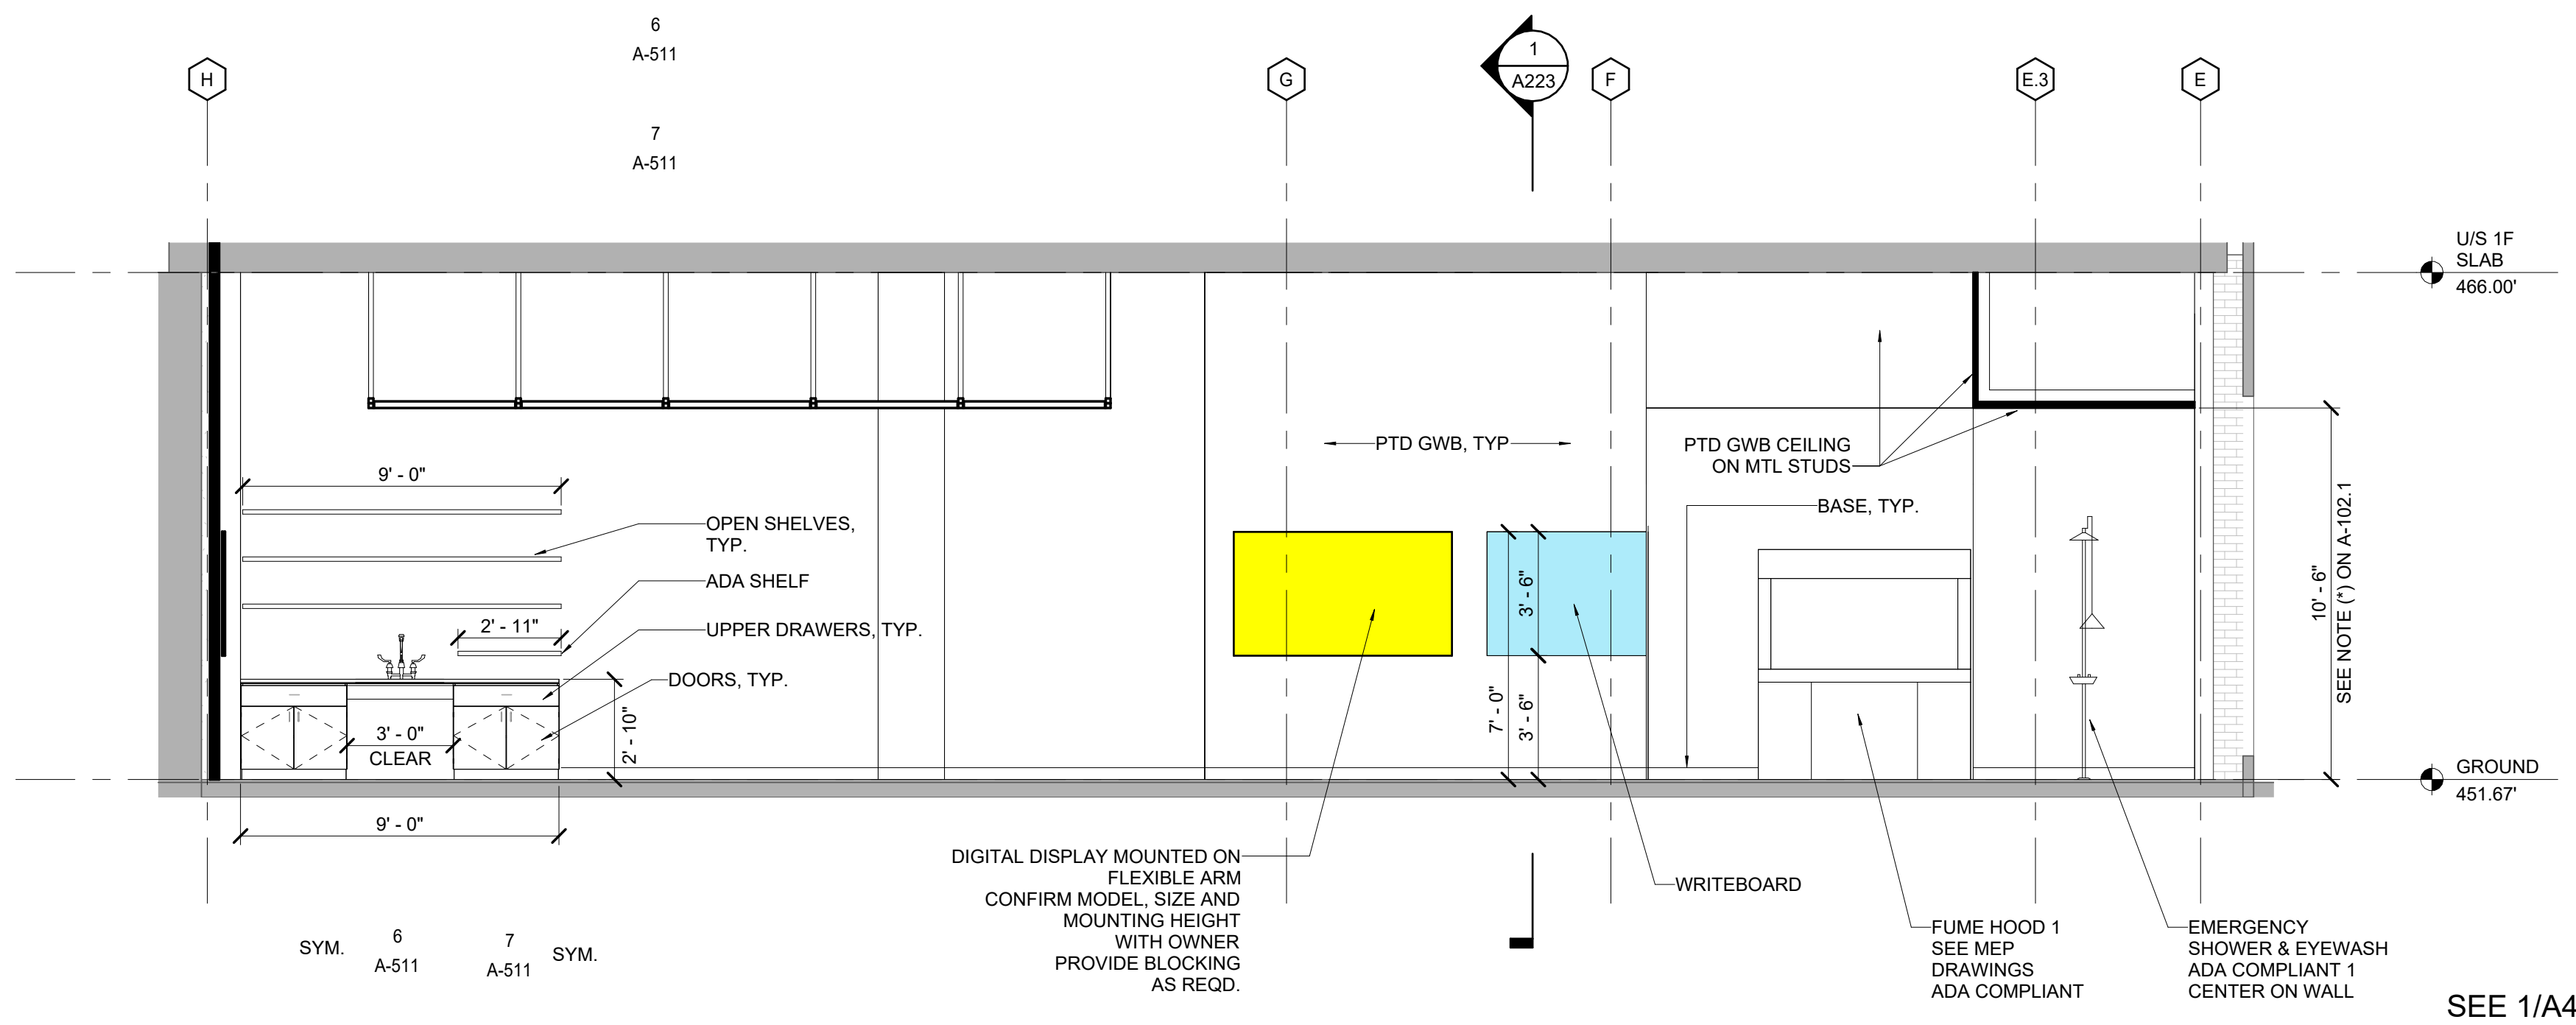 6
A-511
7
A-511
H
G
1
A223
F
E.3
E
U/S 1F
SLAB
466.00'
9' - 0"
OPEN SHELVES,
TYP.
ADA SHELF
2' - 11"
UPPER DRAWERS, TYP.
DOORS, TYP.
3' - 0"
CLEAR
2' - 10"
9' - 0"
PTD GWB, TYP
PTD GWB CEILING
ON MTL STUDS
BASE, TYP.
3' - 6"
7' - 0"
3' - 6"
10' - 6"
SEE NOTE (*) ON A-102.1
GROUND
451.67'
DIGITAL DISPLAY MOUNTED ON
FLEXIBLE ARM
CONFIRM MODEL, SIZE AND
MOUNTING HEIGHT
WITH OWNER
PROVIDE BLOCKING
AS REQD.
WRITEBOARD
FUME HOOD 1
SEE MEP
DRAWINGS
ADA COMPLIANT
EMERGENCY
SHOWER & EYEWASH
ADA COMPLIANT 1
CENTER ON WALL
SYM.
6
A-511
7
A-511
SYM.
SEE 1/A4